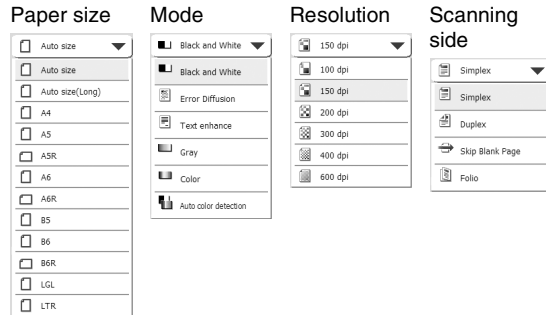 Paper size
Auto size
Auto size
Auto size(Long)
A4
A5
A5R
A6
A6R
B5
B6
B6R
LGL
LTR
Mode
Black and White
Black and White
Error Diffusion
Text enhance
Gray
Color
Auto color detection
Resolution
150 dpi
100 dpi
150 dpi
200 dpi
300 dpi
400 dpi
600 dpi
Scanning
side
Simplex
Simplex
Duplex
Skip Blank Page
Folio